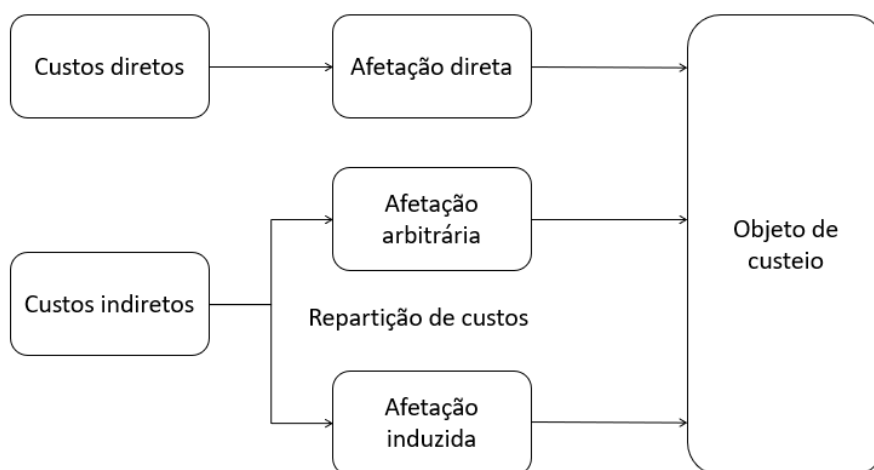 Custos diretos
Afetação direta
Afetação
arbitrária
Objeto de
custeio
Custos indiretos
Repartição de custos
Afetação
induzida